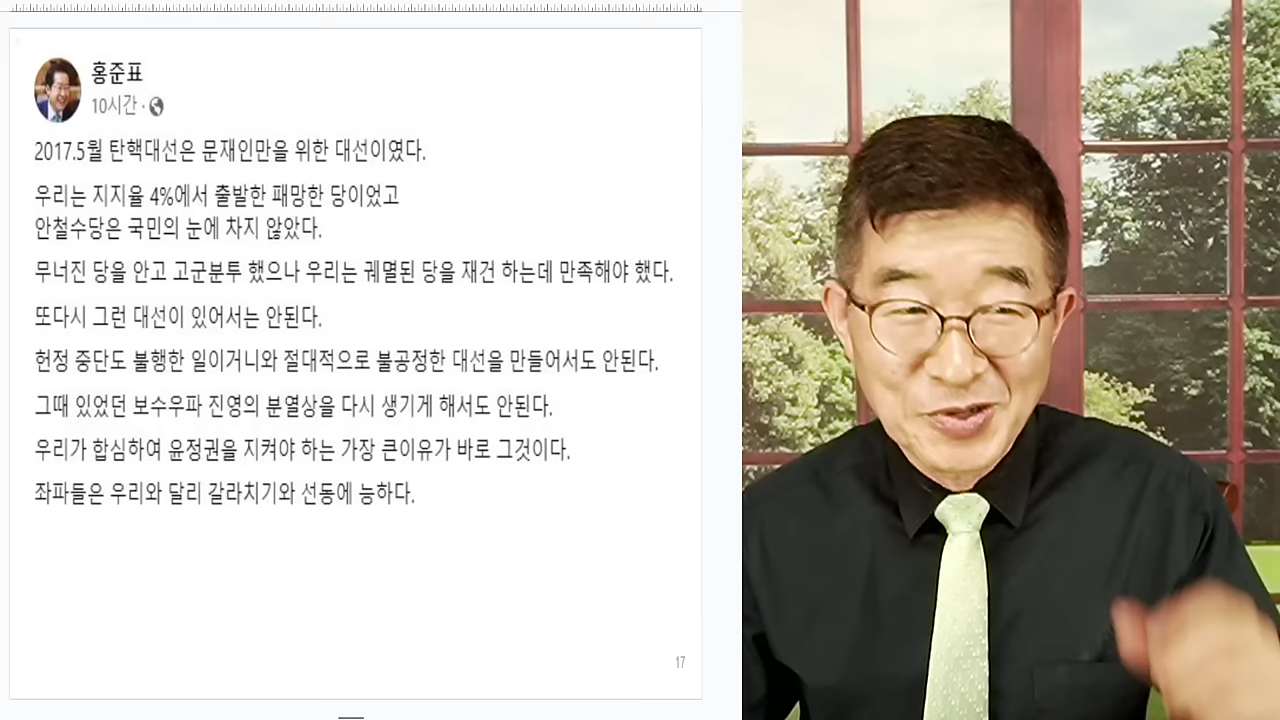 홍준표
10시간 ·
2017.5월 탄핵대선은 문재인만을 위한 대선이였다.
우리는 지지율 4%에서 출발한 패망한 당이었고
안철수당은 국민의 눈에 차지 않았다.
무너진 당을 안고 고군분투 했으나 우리는 궤멸된 당을 재건 하는데 만족해야 했다.
또다시 그런 대선이 있어서는 안된다.
헌정 중단도 불행한 일이거니와 절대적으로 불공정한 대선을 만들어서도 안된다.
그때 있었던 보수우파 진영의 분열상을 다시 생기게 해서도 안된다.
우리가 합심하여 윤정권을 지켜야 하는 가장 큰이유가 바로 그것이다.
좌파들은 우리와 달리 갈라치기와 선동에 능하다.
17